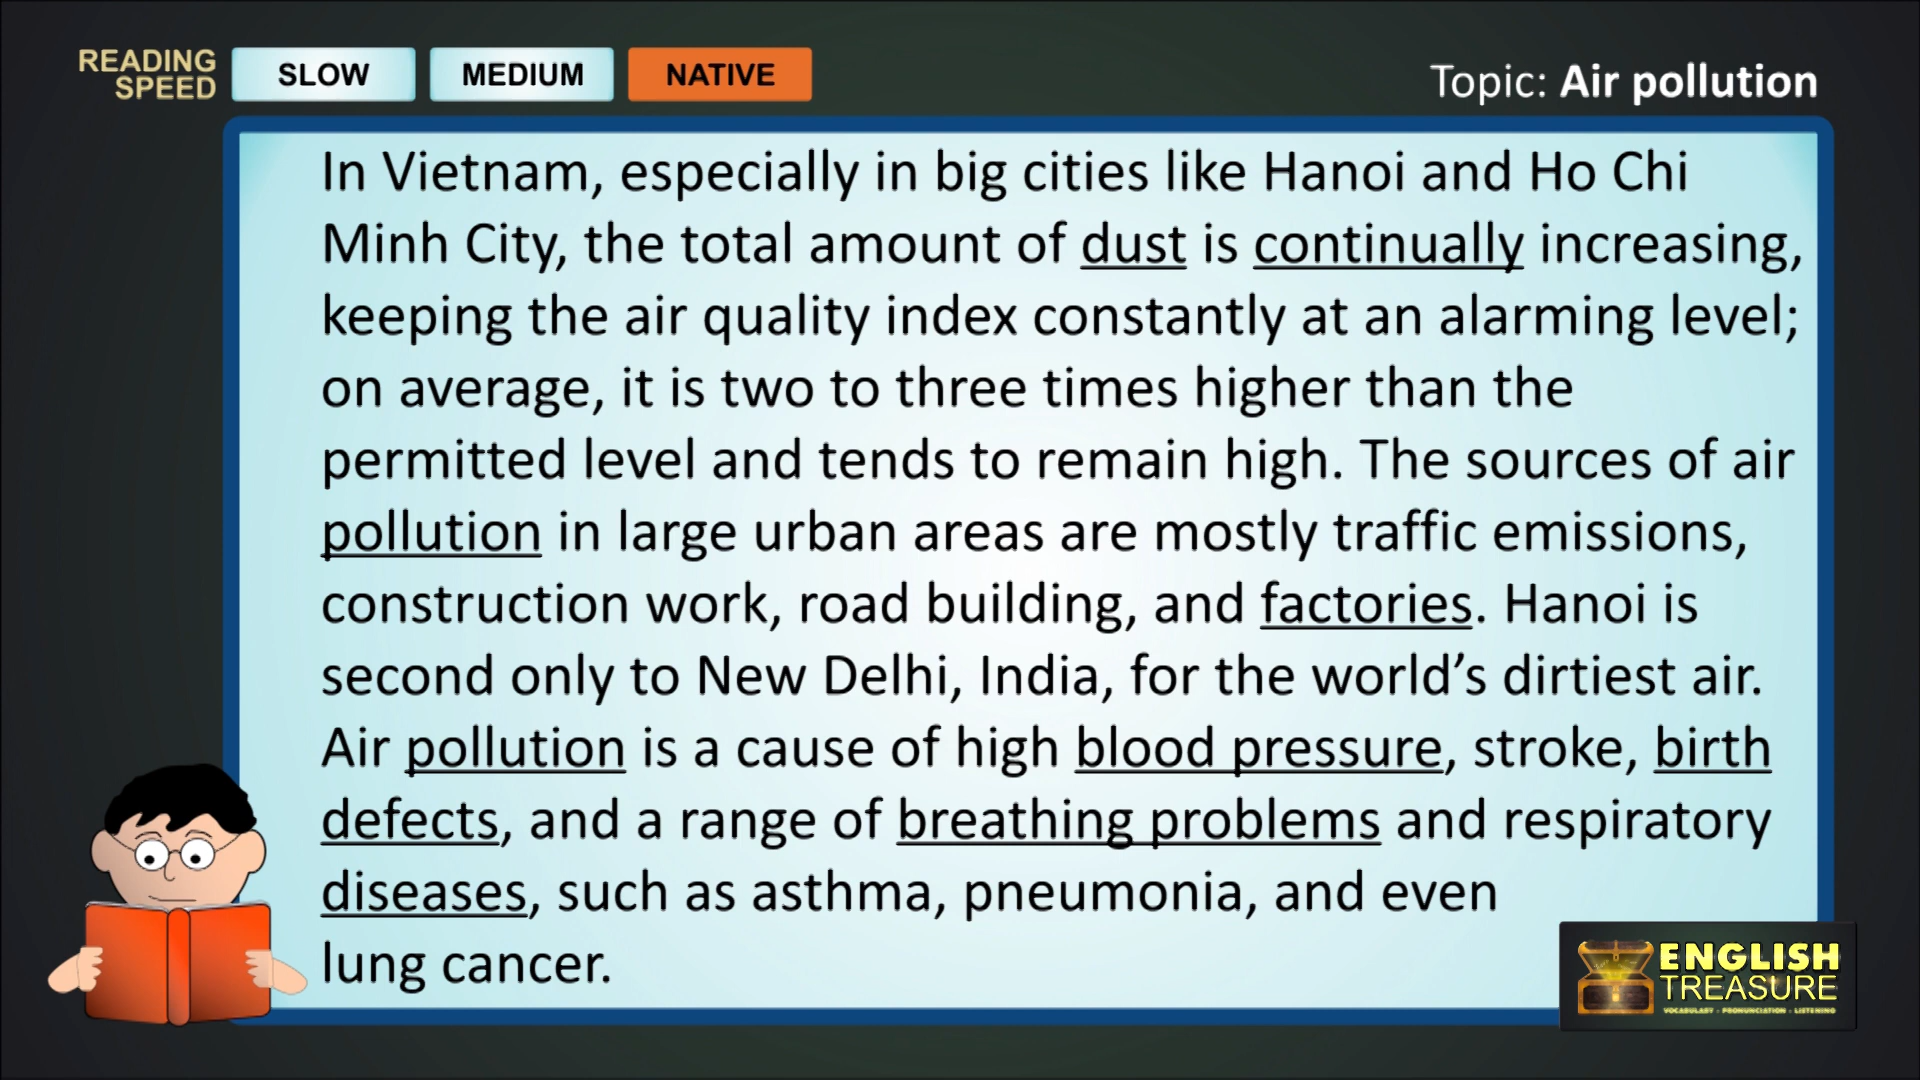 READING
SPEED
SLOW
MEDIUM
NATIVE
Topic: Air pollution
In Vietnam, especially in big cities like Hanoi and Ho Chi
Minh City, the total amount of dust is continually increasing,
keeping the air quality index constantly at an alarming level;
on average, it is two to three times higher than the
permitted level and tends to remain high. The sources of air
pollution in large urban areas are mostly traffic emissions,
construction work, road building, and factories. Hanoi is
second only to New Delhi, India, for the world’s dirtiest air.
Air pollution is a cause of high blood pressure, stroke, birth
defects, and a range of breathing problems and respiratory
diseases, such as asthma, pneumonia, and even
lung cancer.
ENGLISH
TREASURE
VOCABULARY - PRONUNCIATION - LISTENING